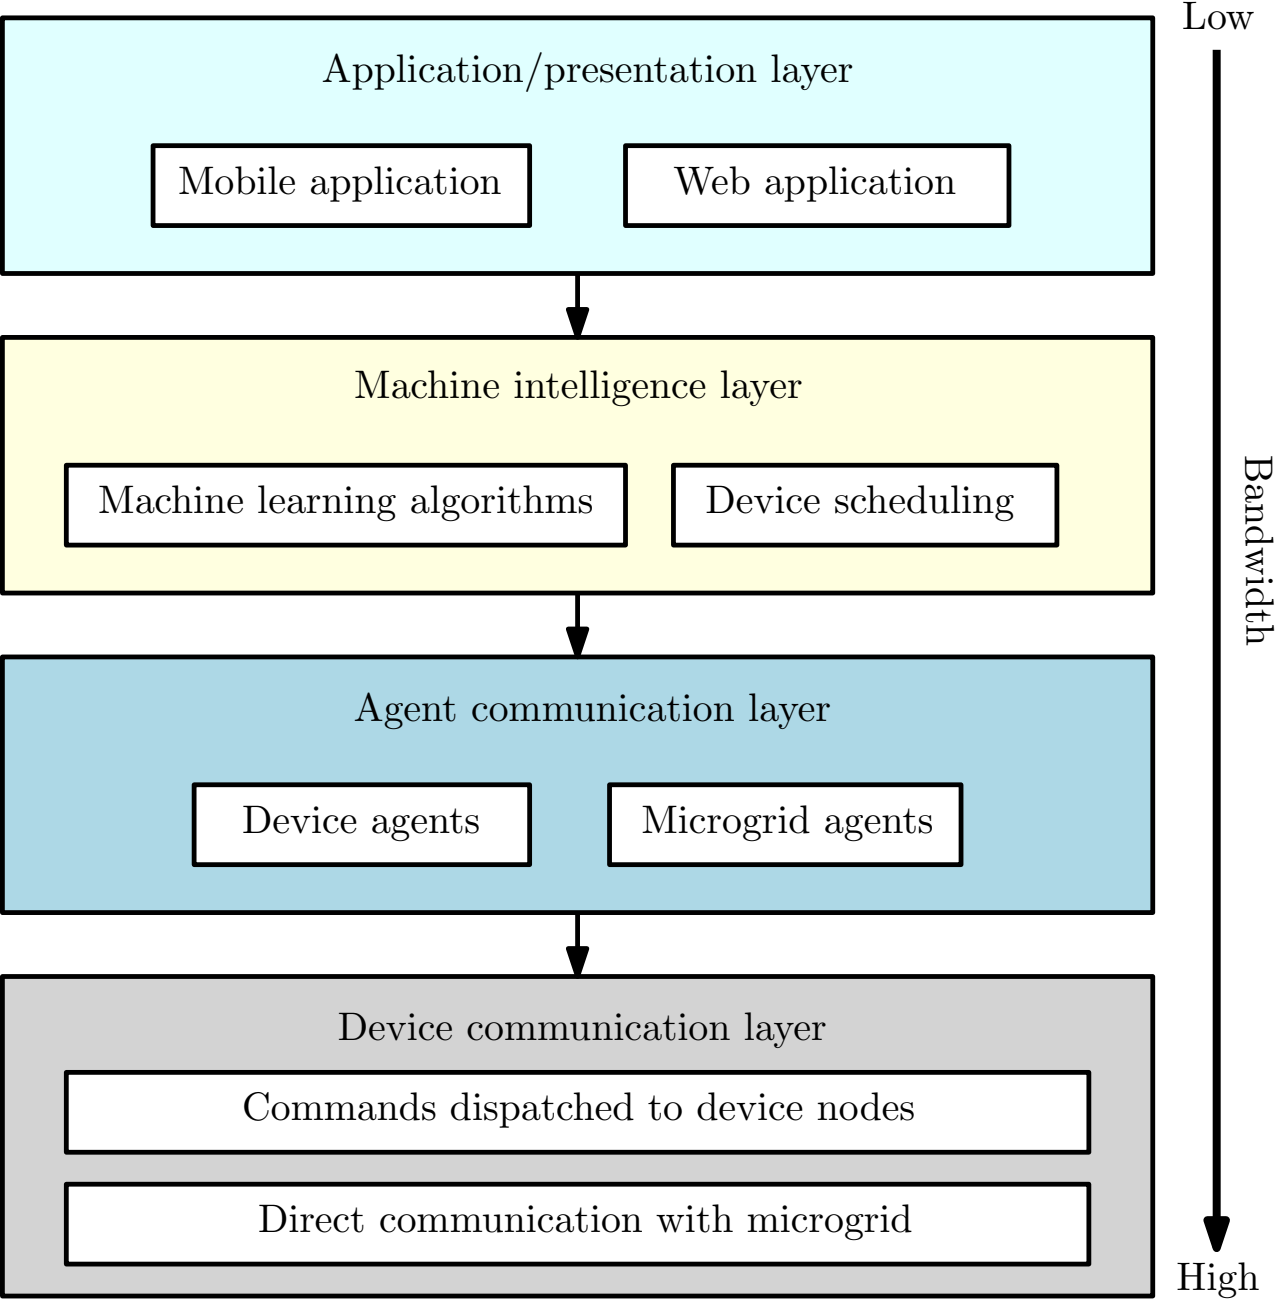 Low
Application/presentation layer
Mobile application
Web application
Machine intelligence layer
Machine learning algorithms
Device scheduling
Bandwidth
Agent communication layer
Device agents
Microgrid agents
Device communication layer
Commands dispatched to device nodes
Direct communication with microgrid
High